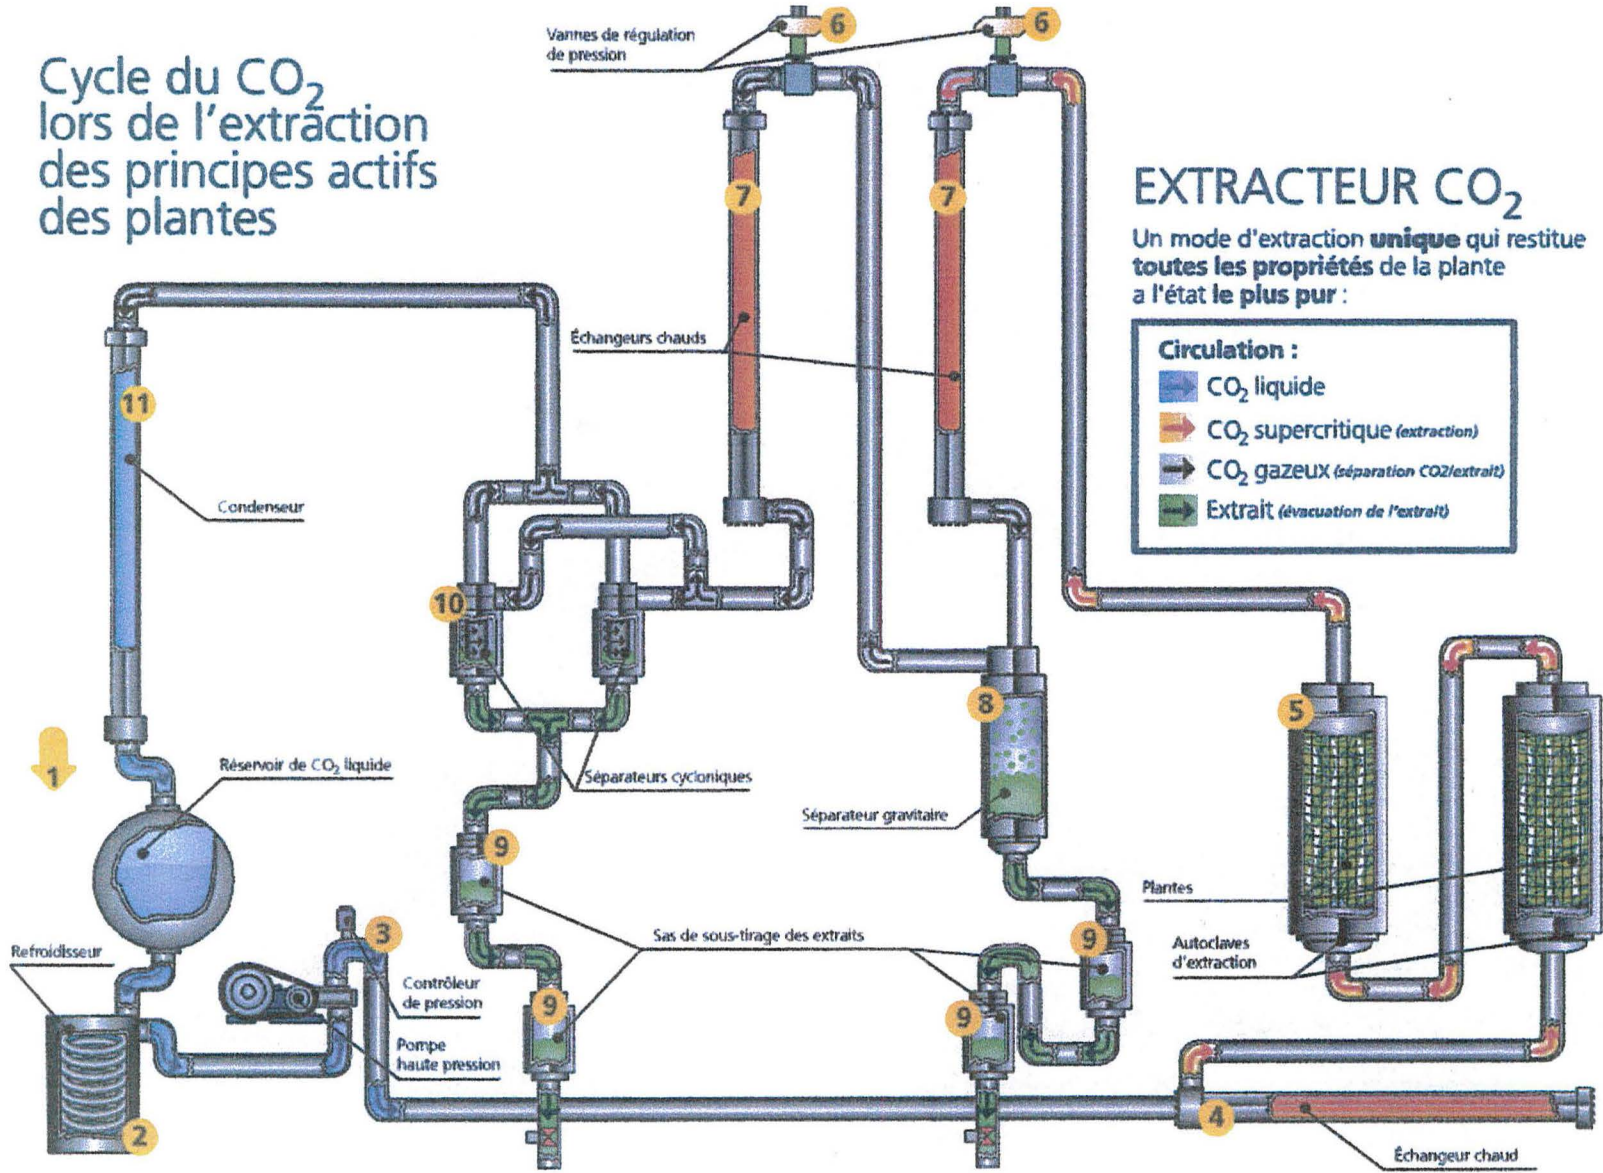 Cycle du CO2
lors de l'extraction
des principes actifs
des plantes
Vannes de régulation
de pression
6
6
7
7
EXTRACTEUR CO2
Un mode d'extraction unique qui restitue
toutes les propriétés de la plante
a l'état le plus pur :
Circulation :
CO2 liquide
CO2 supercritique (extraction)
CO2 gazeux (séparation CO2/extrait)
Extrait (évacuation de l'extrait)
Échangeurs chauds
11
Condenseur
10
8
5
1
Réservoir de CO2 liquide
Séparateurs cycloniques
Séparateur gravitaire
9
Plantes
Refroidisseur
3
Sas de sous-tirage des extraits
9
Autoclaves
d'extraction
Contrôleur
de pression
9
9
Pompe
haute pression
2
4
Échangeur chaud